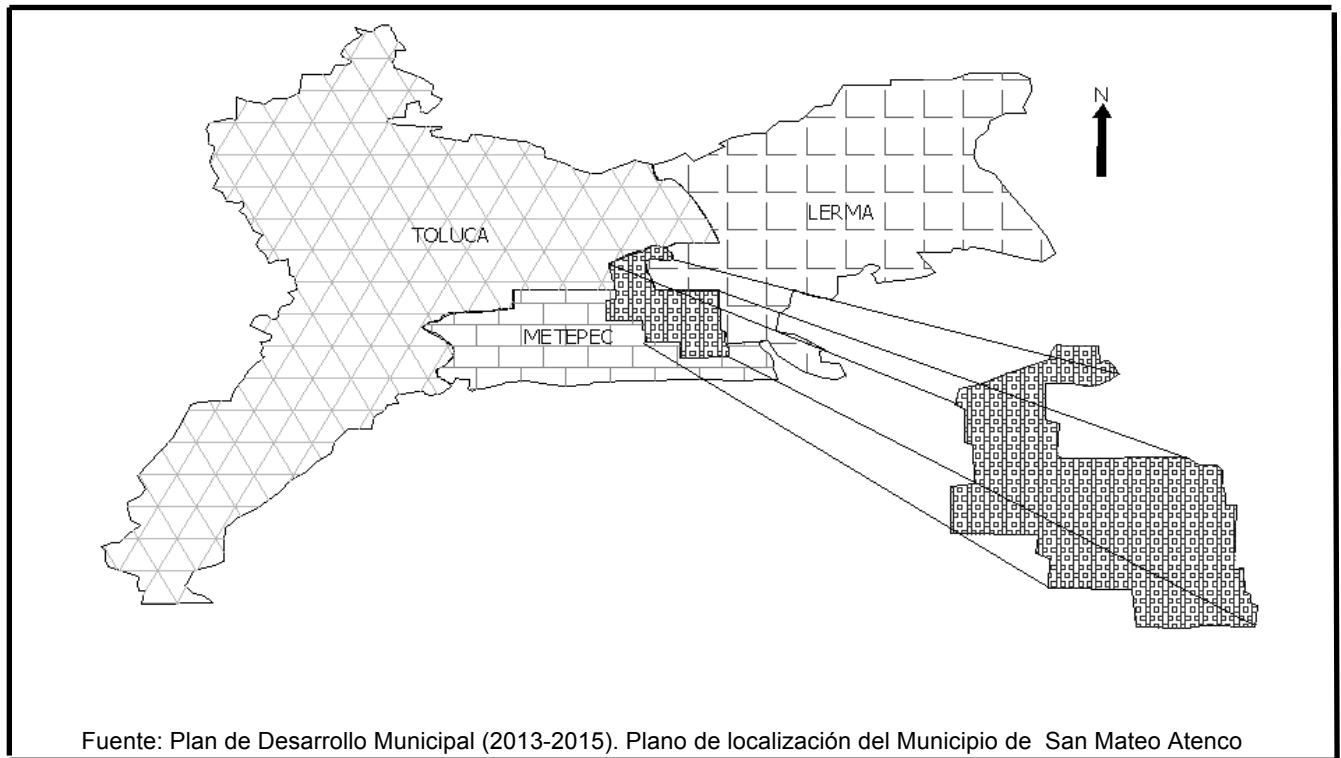 N
LERMA
TOLUCA
METEPEC
Fuente: Plan de Desarrollo Municipal (2013-2015). Plano de localización del Municipio de San Mateo Atenco